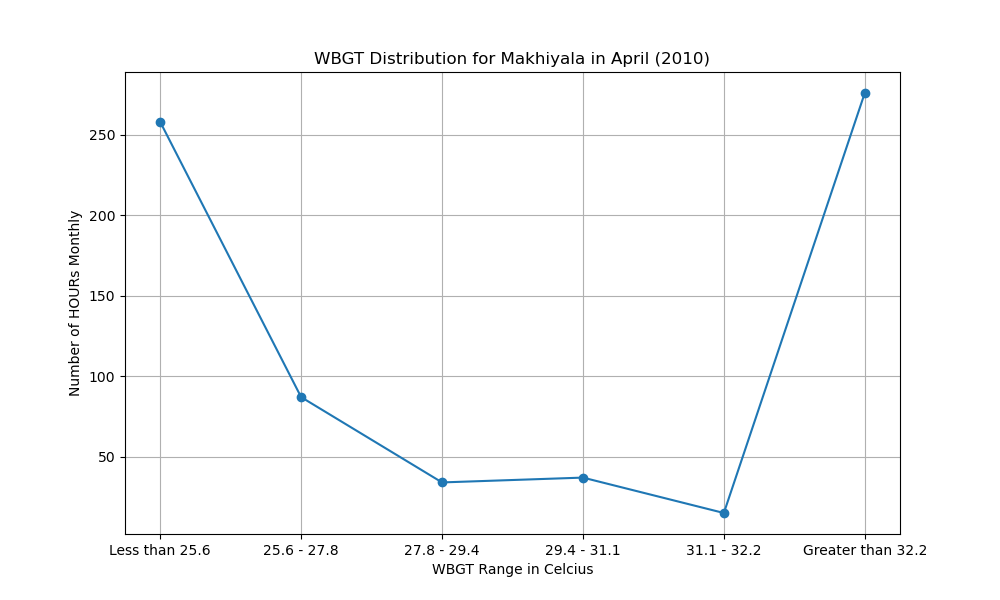 WBGT Distribution for Makhiyala in April (2010)
Number of HOURs Monthly
250
200
150
100
50
Less than 25.6
25.6 - 27.8
27.8 - 29.4
29.4 - 31.1
31.1 - 32.2
Greater than 32.2
WBGT Range in Celcius